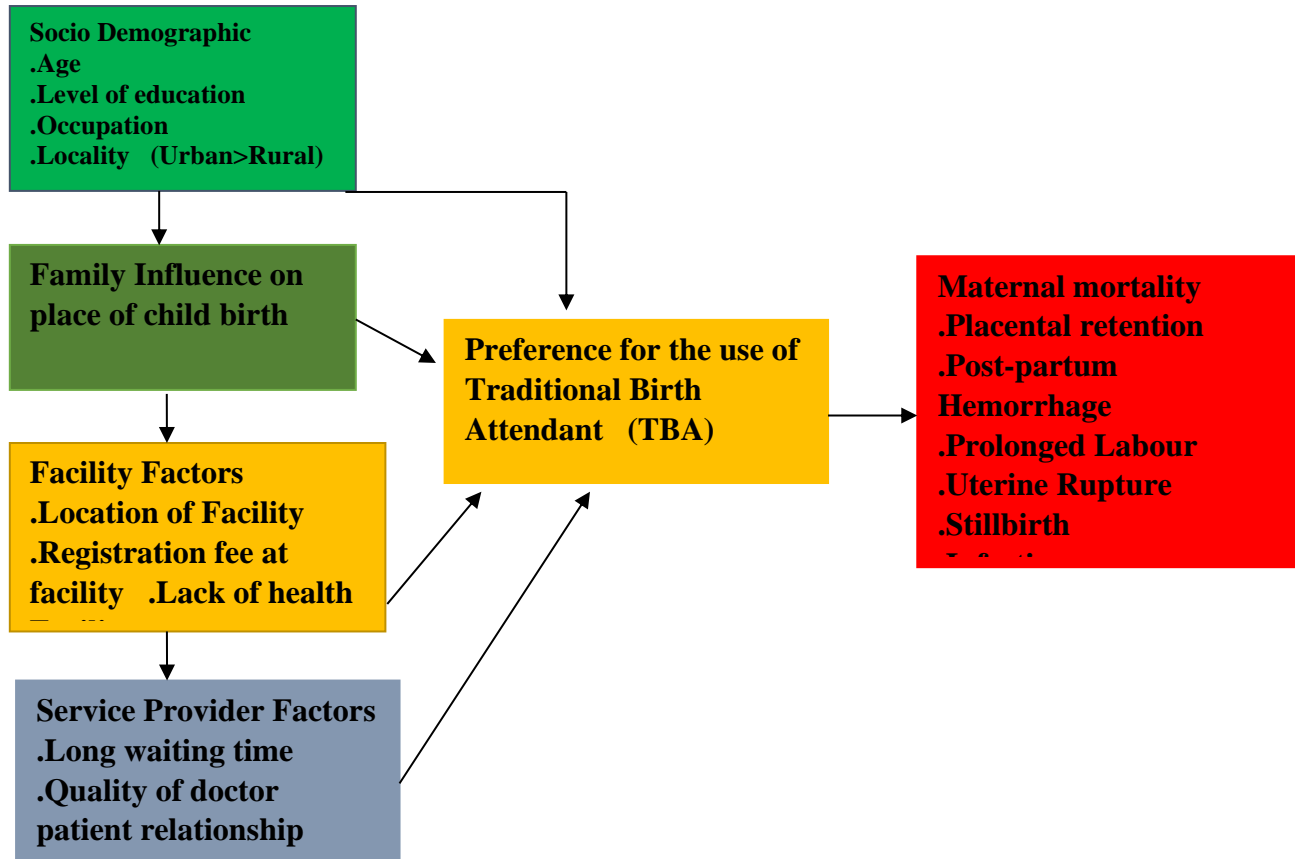 Socio Demographic
.Age
.Level of education
.Occupation
.Locality (Urban>Rural)
Family Influence on
place of child birth
Facility Factors
.Location of Facility
.Registration fee at
facility .Lack of health
Service Provider Factors
.Long waiting time
.Quality of doctor
patient relationship
Preference for the use of
Traditional Birth
Attendant (TBA)
Maternal mortality
.Placental retention
.Post-partum
Hemorrhage
.Prolonged Labour
.Uterine Rupture
.Stillbirth